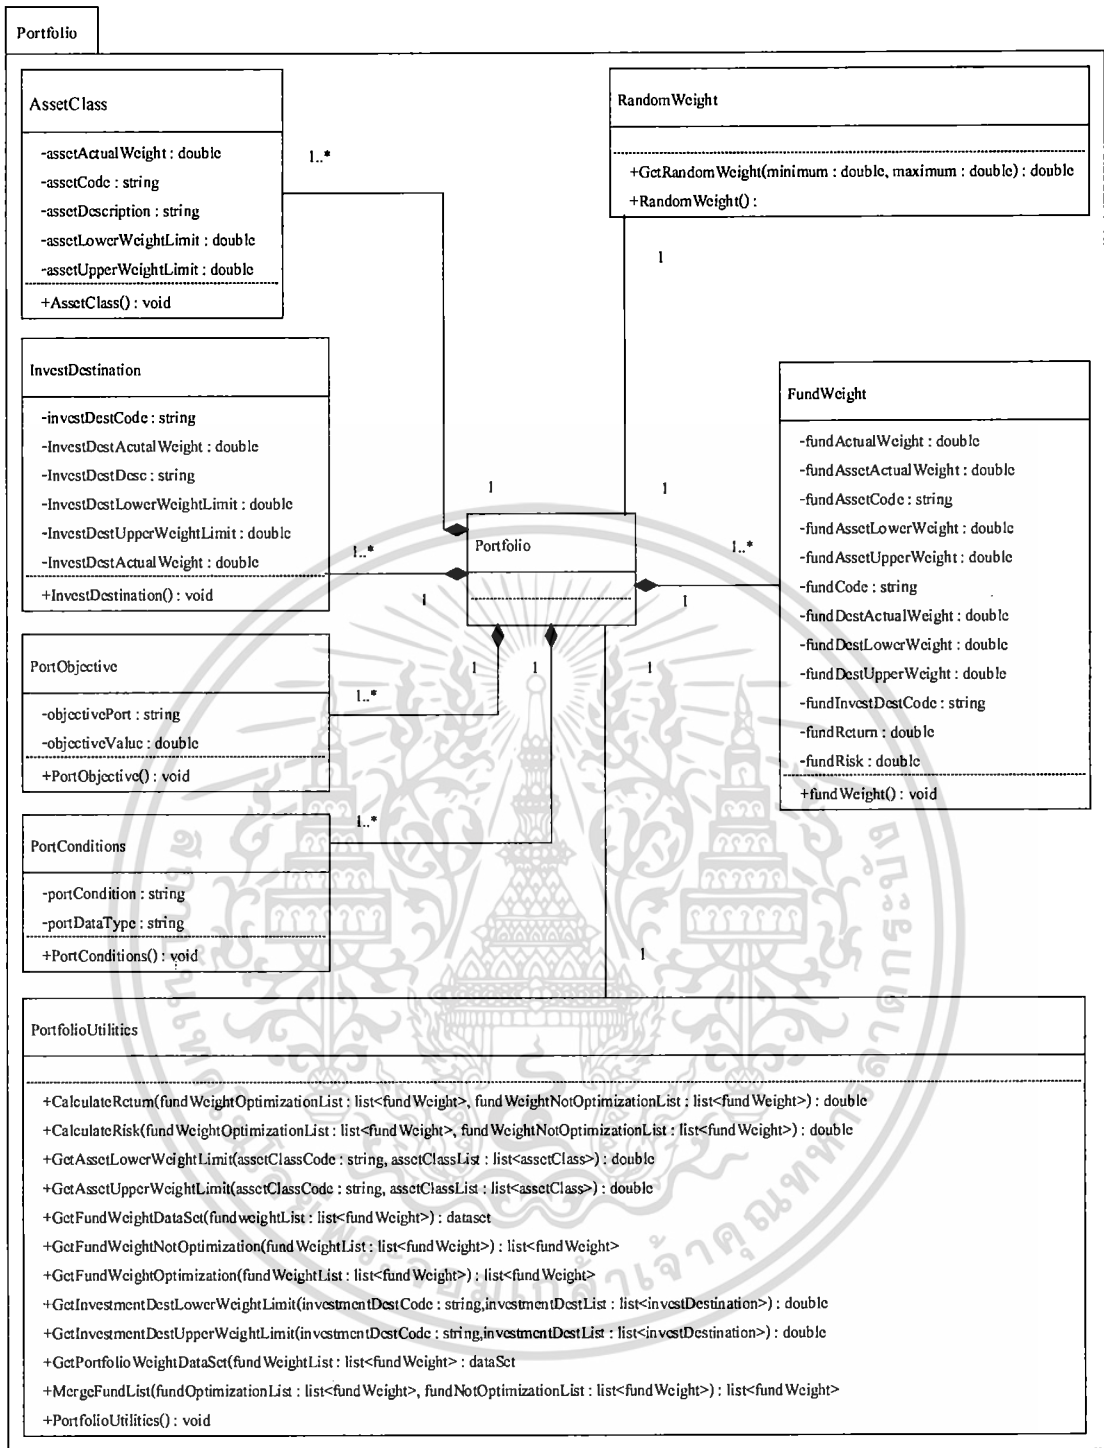 Portfolio
AssetClass
-assetActualWeight : double
-assetCode : string
-assetDescription : string
-assetLowerWeightLimit : double
-assetUpperWeightLimit : double
+AssetClass() : void
1..*
RandomWeight
+GetRandomWeight(minimum : double, maximum : double) : double
+RandomWeight() :
1
InvestDestination
-investDestCode : string
-InvestDestAcutalWeight : double
-InvestDestDesc : string
-InvestDestLowerWeightLimit : double
-InvestDestUpperWeightLimit : double
-InvestDestActualWeight : double
+InvestDestination() : void
1..*
1
1
1
Portfolio
1..*
1
FundWeight
-fundActualWeight : double
-fundAssetActualWeight : double
-fundAssetCode : string
-fundAssetLowerWeight : double
-fundAssetUpperWeight : double
-fundCode : string
-fundDestActualWeight : double
-fundDestLowerWeight : double
-fundDestUpperWeight : double
-fundInvestDestCode : string
-fundReturn : double
-fundRisk : double
+fundWeight() : void
PortObjective
-objectivePort : string
-objectiveValue : double
+PortObjective() : void
1..*
1
1
1
PortConditions
-portCondition : string
-portDataType : string
+PortConditions() : void
1..*
1
PortfolioUtilities
+CalculateReturn(fundWeightOptimizationList : list<fundWeight>, fundWeightNotOptimizationList : list<fundWeight>) : double
+CalculateRisk(fundWeightOptimizationList : list<fundWeight>, fundWeightNotOptimizationList : list<fundWeight>) : double
+GetAssetLowerWeightLimit(assetClassCode : string, assetClassList : list<assetClass>) : double
+GetAssetUpperWeightLimit(assetClassCode : string, assetClassList : list<assetClass>) : double
+GetFundWeightDataSet(fundweightList : list<fundWeight>) : dataset
+GetFundWeightNotOptimization(fundWeightList : list<fundWeight>) : list<fundWeight>
+GetFundWeightOptimization(fundWeightList : list<fundWeight>) : list<fundWeight>
+GetInvestmentDestLowerWeightLimit(investmentDestCode : string,investmentDestList : list<investDestination>) : double
+GetInvestmentDestUpperWeightLimit(investmentDestCode : string,investmentDestList : list<investDestination>) : double
+GetPortfolioWeightDataSet(fundWeightList : list<fundWeight> : dataSet
+MergeFundList(fundOptimizationList : list<fundWeight>, fundNotOptimizationList : list<fundWeight>) : list<fundWeight>
+PortfolioUtilities() : void